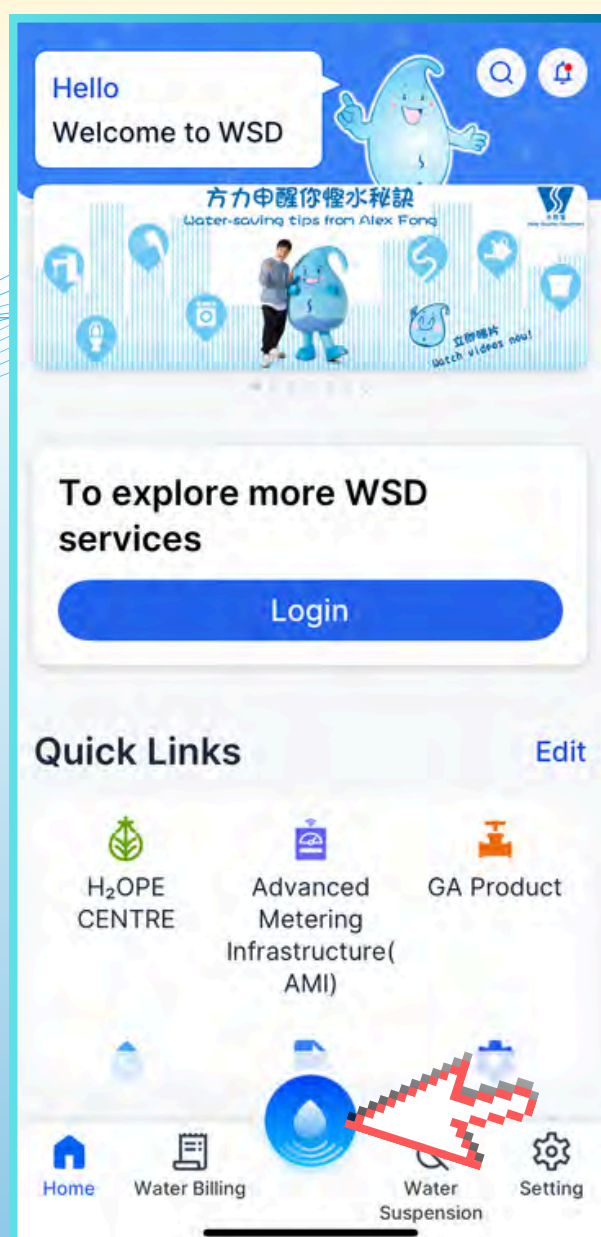 Hello
Welcome to WSD
方力申醒你慳水秘訣
Water-saving tips from Alex Fong
立即睇片
Watch videos now!
To explore more WSD
services
Login
Quick Links
Edit
H₂OPE
CENTRE
Advanced
Metering
Infrastructure(
AMI)
GA Product
Home
Water Billing
Water
Suspension
Setting